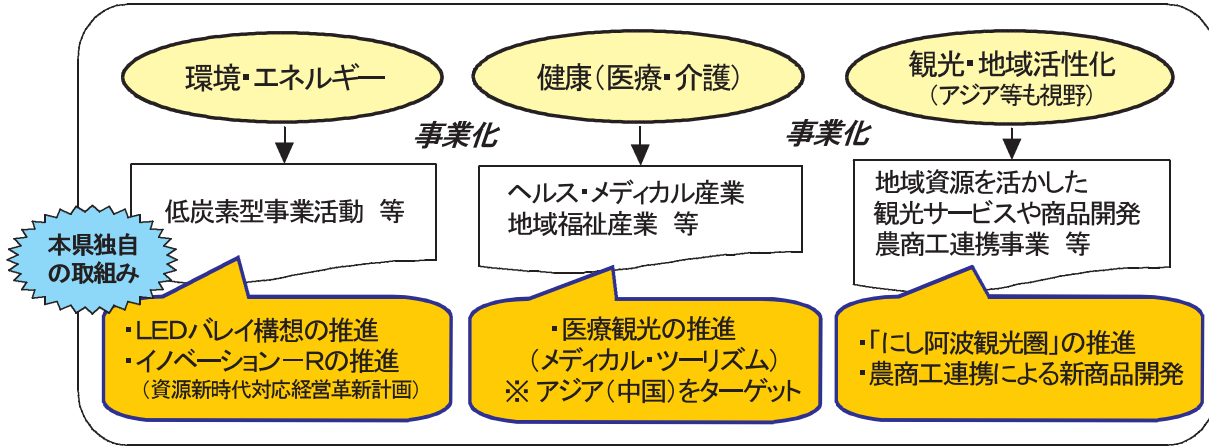 環境・エネルギー
健康(医療・介護)
観光・地域活性化
(アジア等も視野)
事業化
事業化
低炭素型事業活動 等
ヘルス・メディカル産業
地域福祉産業 等
地域資源を活かした
観光サービスや商品開発
農商工連携事業 等
本県独自
の取組み
・LEDバレイ構想の推進
・イノベーション－Rの推進
(資源新時代対応経営革新計画)
・医療観光の推進
(メディカル・ツーリズム)
※ アジア(中国)をターゲット
・「にし阿波観光圏」の推進
・農商工連携による新商品開発